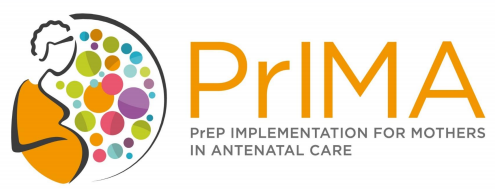 PrIMA
PrEP IMPLEMENTATION FOR MOTHERS
IN ANTENATAL CARE